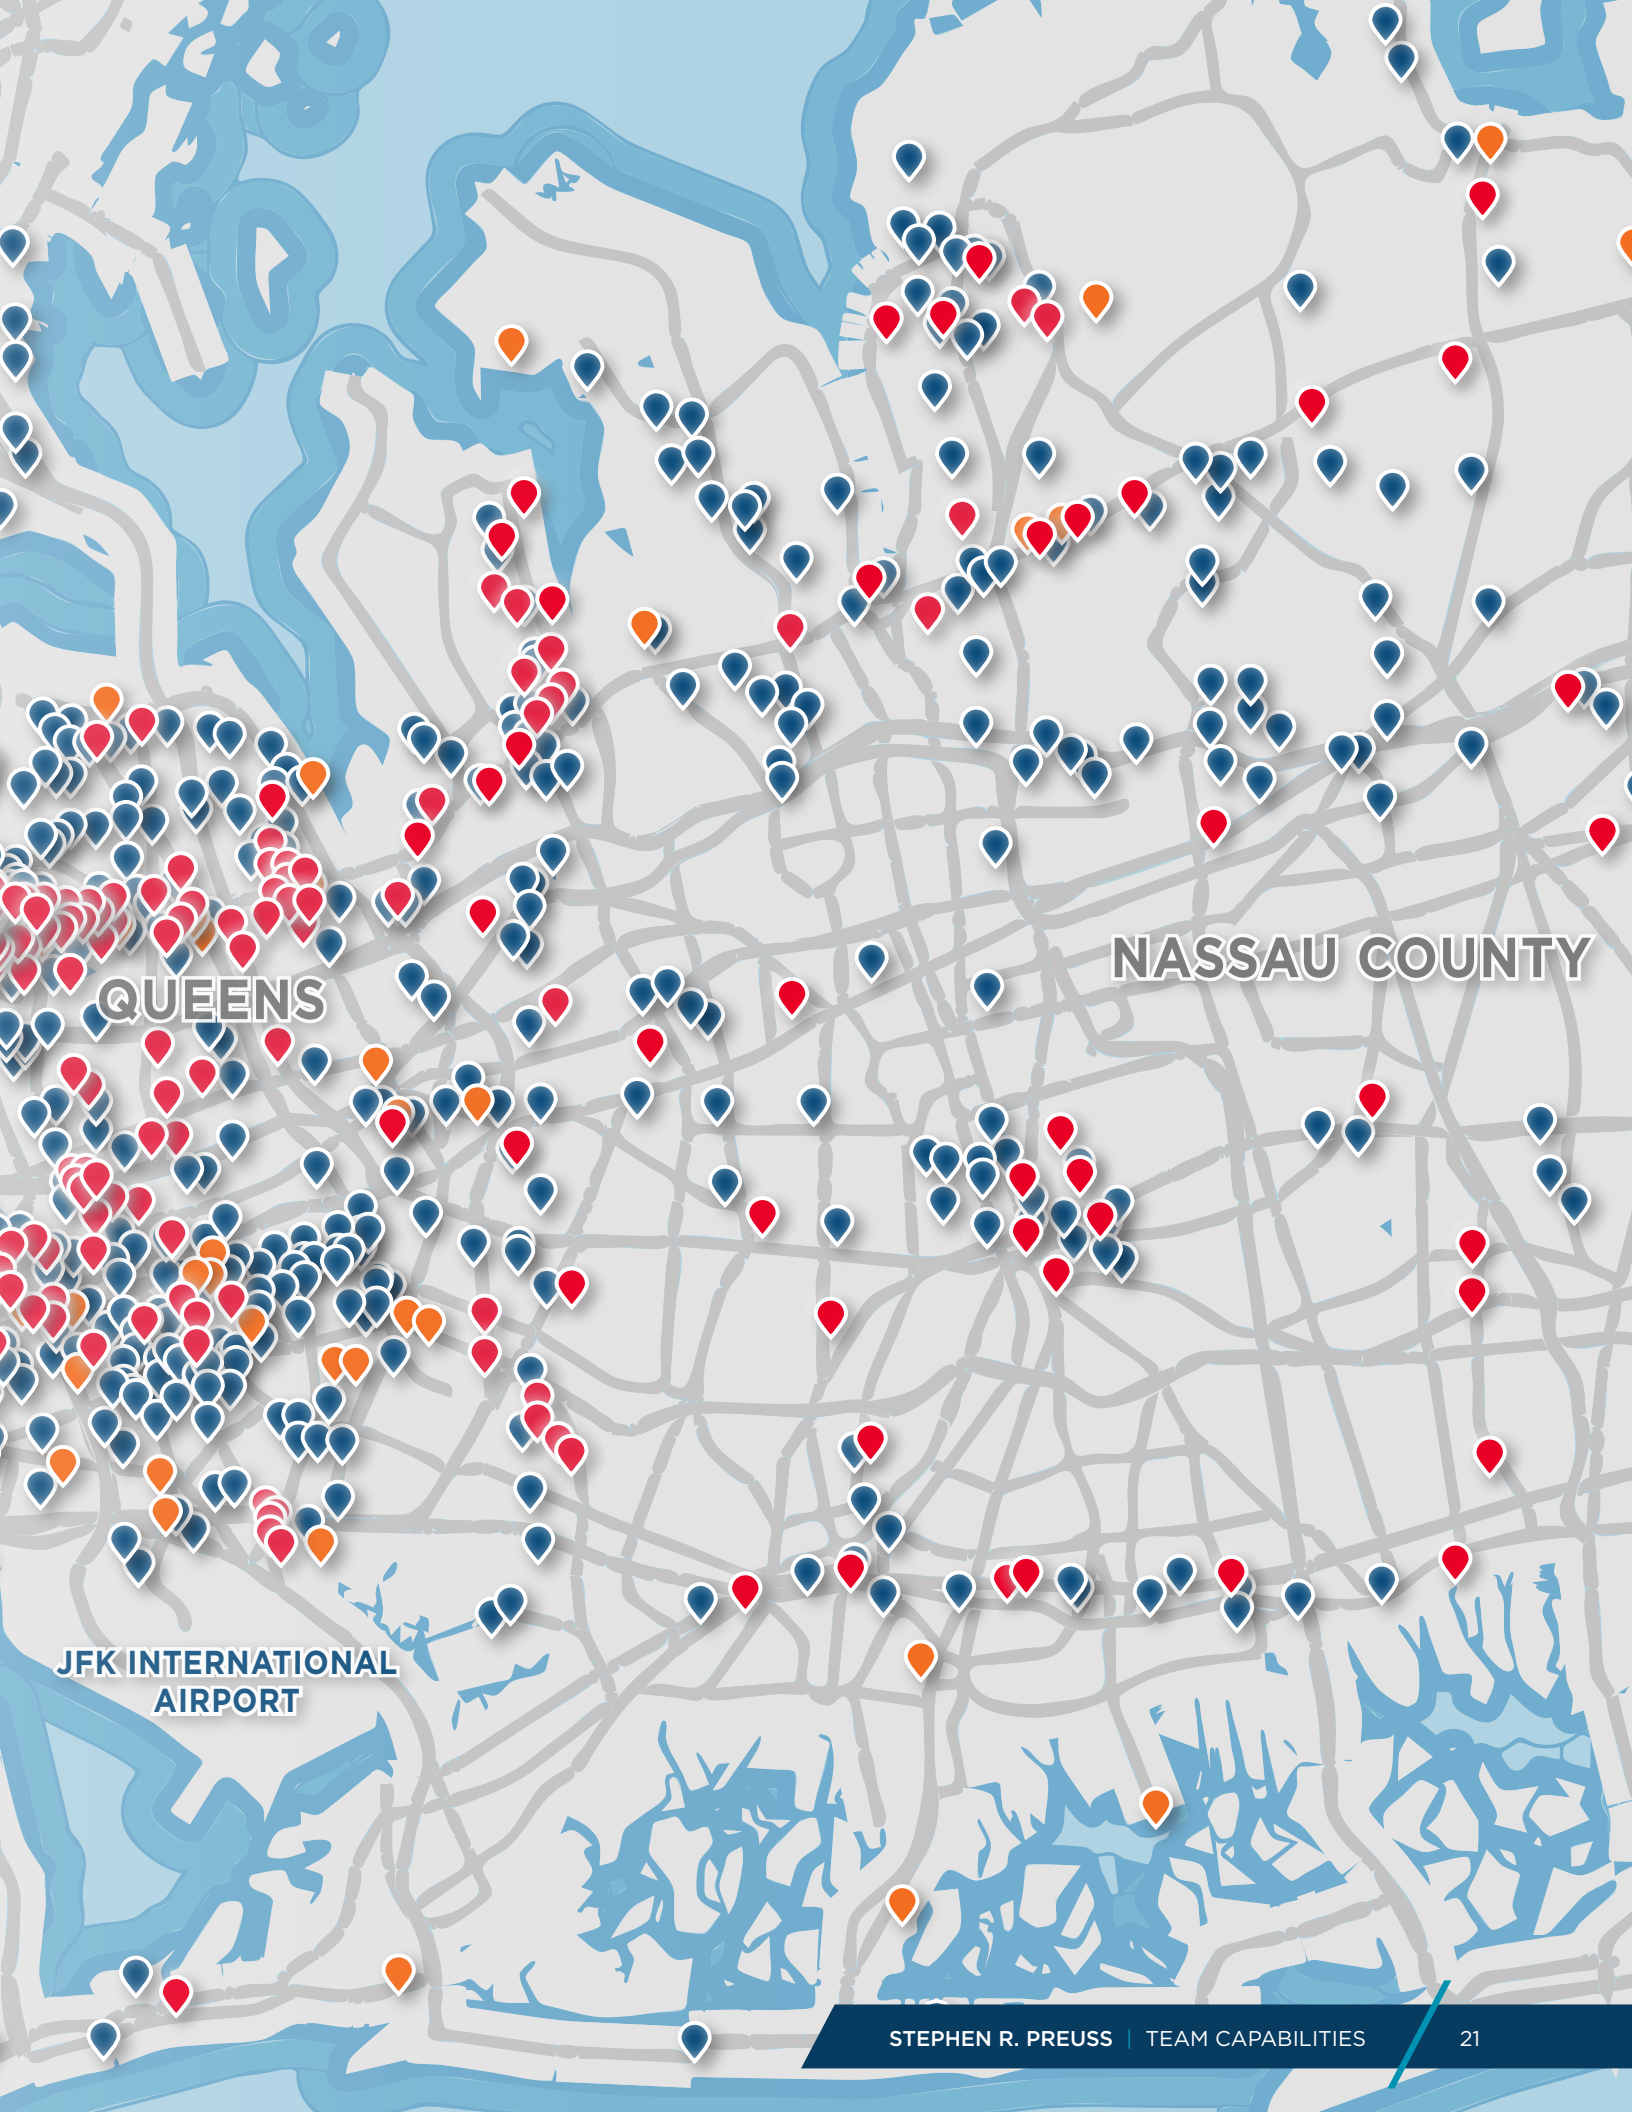 NASSAU COUNTY
QUEENS
JFK INTERNATIONAL
AIRPORT
STEPHEN R. PREUSS | TEAM CAPABILITIES 21